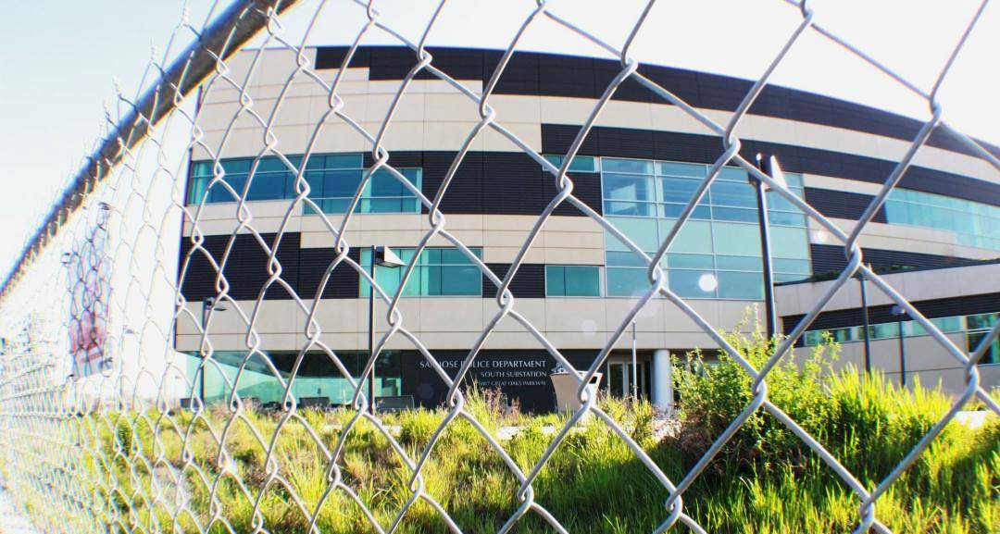 SAN JOSE POLICE DEPARTMENT
SOUTH SUBSTATION
GREAT OAKS PARKWAY